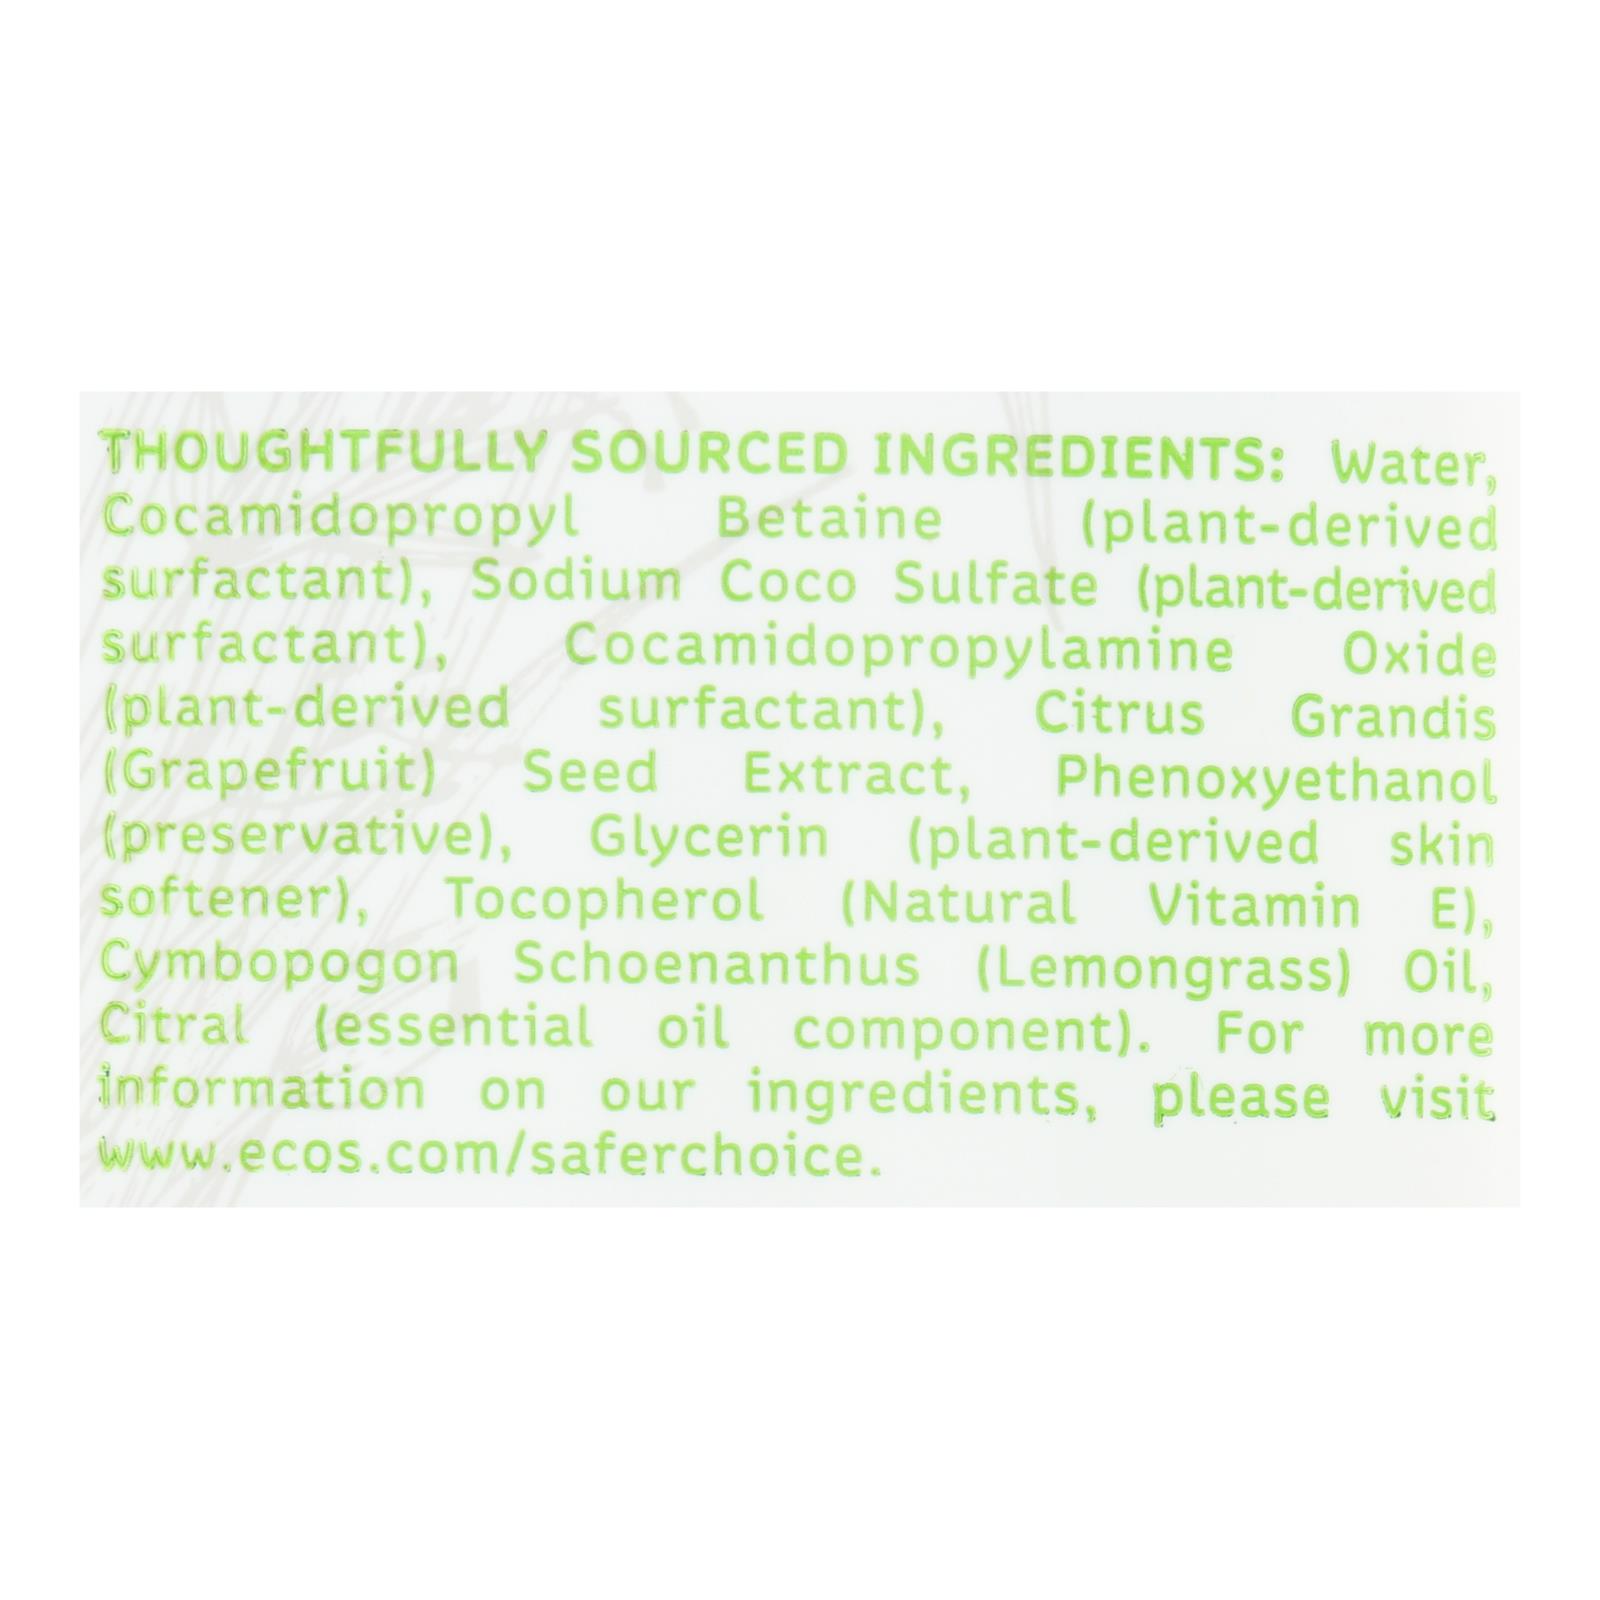 THOUGHTFULLY SOURCED INGREDIENTS: Water,
Cocamidopropyl Betaine (plant-derived
surfactant), Sodium Coco Sulfate (plant-derived
surfactant), Cocamidopropylamine Oxide
(plant-derived surfactant), Citrus Grandis
(Grapefruit) Seed Extract, Phenoxyethanol
(preservative), Glycerin (plant-derived skin
softener), Tocopherol (Natural Vitamin E),
Cymbopogon Schoenanthus (Lemongrass) Oil,
Citral (essential oil component). For more
information on our ingredients, please visit
www.ecos.com/saferchoice.